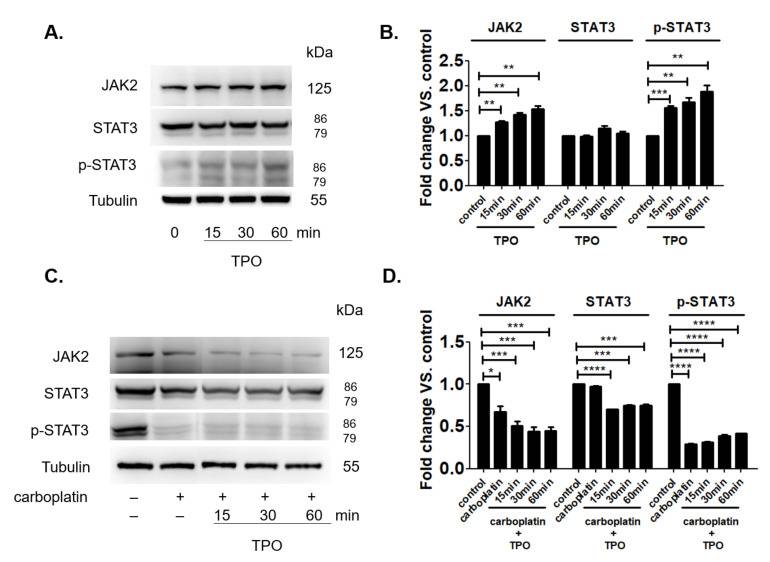 A.
kDa
JAK2 125
STAT3 86
79
p-STAT3 86
79
Tubulin 55
0 15 30 60 min
TPO
B.
JAK2 STAT3 p-STAT3
Fold change VS. control
2.5
2.0
1.5
1.0
0.5
0.0
** ** **
*** ** **
control 15min 30min 60min control 15min 30min 60min control 15min 30min 60min
TPO TPO
C.
kDa
JAK2 125
STAT3 86
79
p-STAT3 86
79
Tubulin 55
carboplatin – + + + +
– – 15 30 60 min
TPO
D.
JAK2 STAT3 p-STAT3
Fold change VS. control
1.5
1.0
0.5
0.0
* *** *** ***
**** *** ***
**** **** **** ****
control carboplatin 15min 30min 60min control carboplatin 15min 30min 60min control carboplatin 15min 30min 60min
carboplatin carboplatin carboplatin
+ + +
TPO TPO TPO